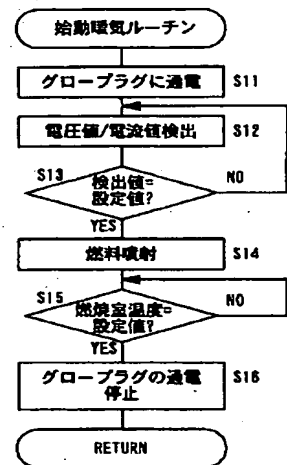 始動暖気ルーチン
グロープラグに通電 S11
電圧値/電流値検出 S12
S13
検出値=
設定値?
NO
YES
燃料噴射 S14
S15
燃焼室温度=
設定値?
NO
YES
グロープラグの通電
停止
S16
RETURN